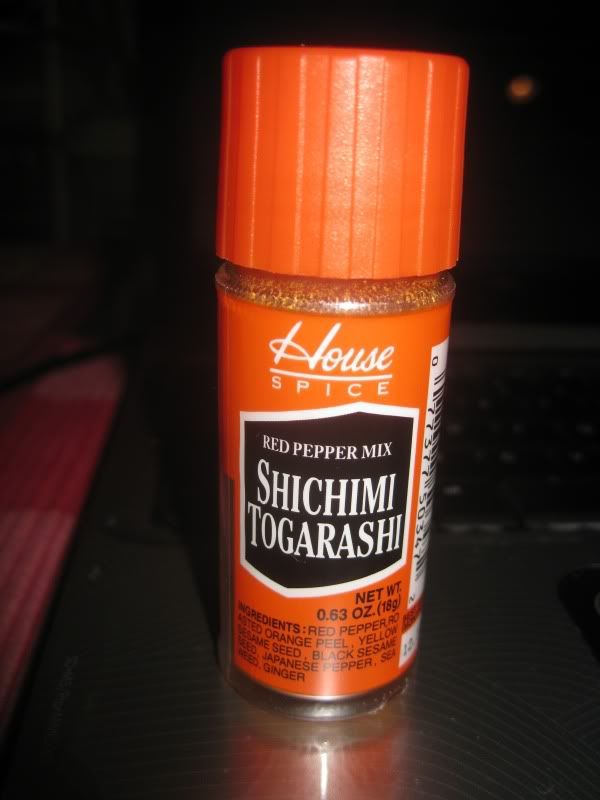 House
SPICE
RED PEPPER MIX
SHICHIMI
TOGARASHI
NET WT.
0.63 OZ.(18g)
INGREDIENTS: RED PEPPER, RO
ASTED ORANGE PEEL, YELLOW
SESAME SEED, BLACK SESAME
SEED, JAPANESE PEPPER, SEA
WEED, GINGER